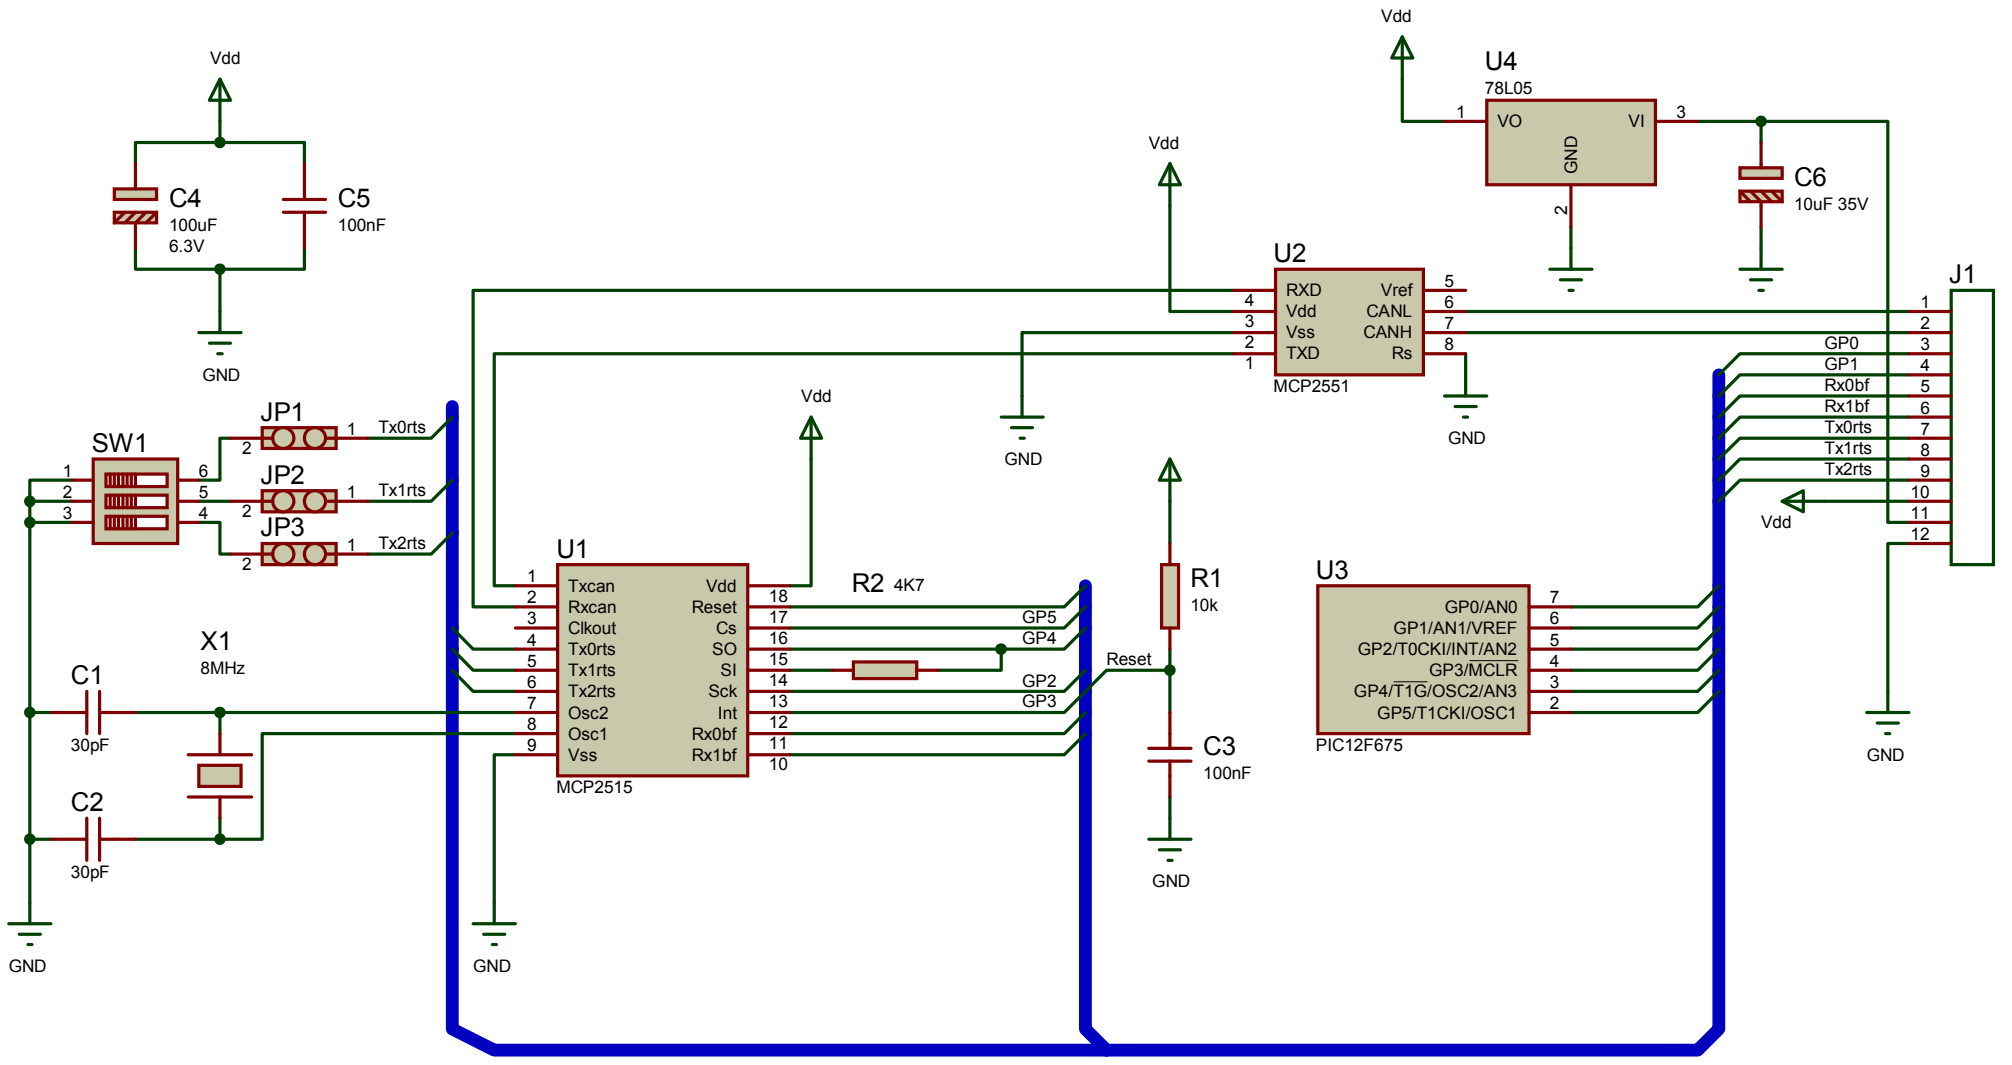 Vdd
C4
100uF
6.3V
C5
100nF
GND
Vdd
U4
78L05
1
VO
VI
3
GND
2
C6
10uF 35V
Vdd
U2
RXD
Vref
5
4
Vdd
CANL
6
3
Vss
CANH
7
2
TXD
Rs
8
1
MCP2551
GND
GND
J1
1
2
GP0
3
GP1
4
Rx0bf
5
Rx1bf
6
Tx0rts
7
Tx1rts
8
Tx2rts
9
10
Vdd
11
12
GND
SW1
1
2
3
6
5
4
JP1
2
1
Tx0rts
JP2
2
1
Tx1rts
JP3
2
1
Tx2rts
Vdd
U1
1
Txcan
Vdd
2
Rxcan
Reset
18
3
Clkout
Cs
17
GP5
4
Tx0rts
SO
16
GP4
5
Tx1rts
SI
15
6
Tx2rts
Sck
14
GP2
7
Osc2
Int
13
GP3
8
Osc1
Rx0bf
12
9
Vss
Rx1bf
11
10
MCP2515
R2 4K7
R1
10k
Reset
C3
100nF
GND
U3
GP0/AN0
7
GP1/AN1/VREF
6
GP2/T0CKI/INT/AN2
5
GP3/MCLR
4
GP4/T1G/OSC2/AN3
3
GP5/T1CKI/OSC1
2
PIC12F675
X1
8MHz
C1
30pF
C2
30pF
GND
GND